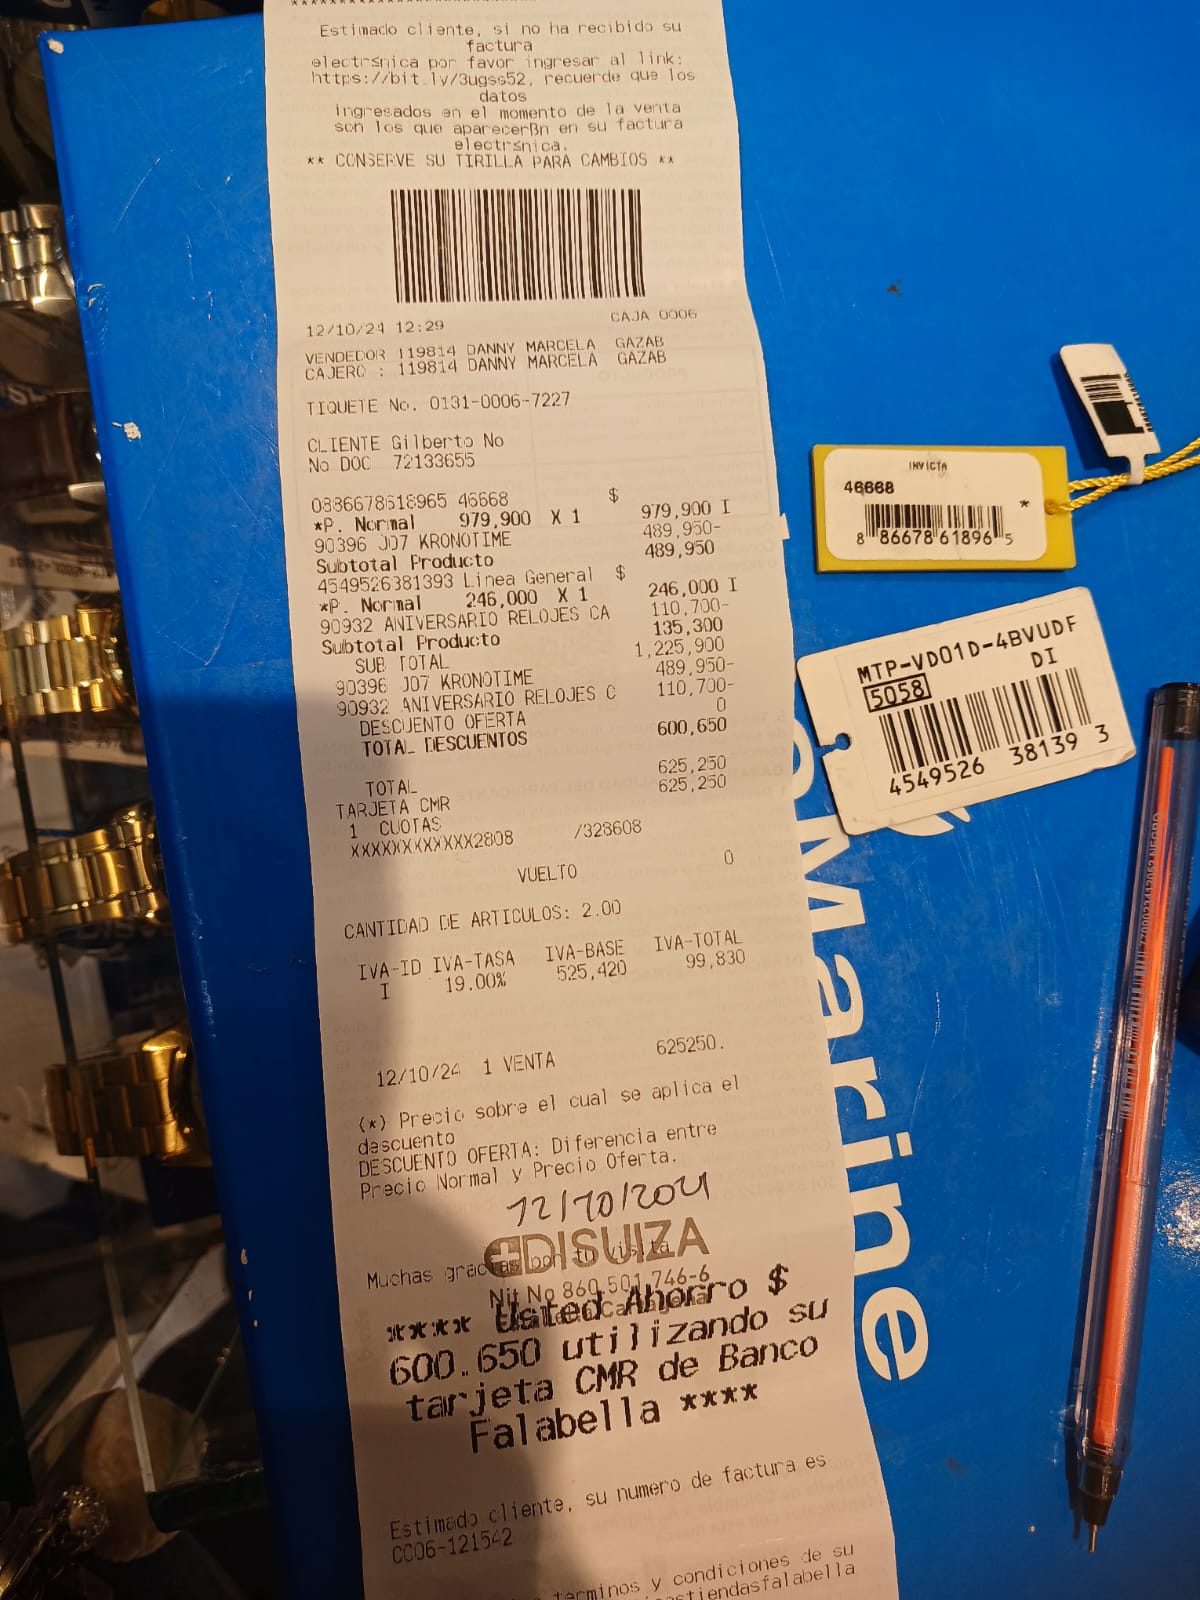 Estimado cliente, si no ha recibido su
factura
electrsnica por favor ingresar al link:
https://bit.ly/3ugss52, recuerde que los
datos
ingresados en el momento de la venta
son los que aparecerßn en su factura
electrsnica.
** CONSERVE SU TIRILLA PARA CAMBIOS **
12/10/24 12:29 CAJA 0006
VENDEDOR 119814 DANNY MARCELA GAZAB
CAJERO : 119814 DANNY MARCELA GAZAB
TIQUETE No. 0131-0006-7227
CLIENTE Gilberto No
No DOC 72133655
0886678618965 46668 $
*P. Normal 979,900 X 1 979,900 I
90396 J07 KRONOTIME 489,950-
Subtotal Producto 489,950
4549526381393 Linea General $
*P. Normal 246,000 X 1 246,000 I
90932 ANIVERSARIO RELOJES CA 110,700-
Subtotal Producto 135,300
SUB TOTAL 1,225,900
90396 J07 KRONOTIME 489,950-
90932 ANIVERSARIO RELOJES C 110,700-
DESCUENTO OFERTA 0
TOTAL DESCUENTOS 600,650
TOTAL 625,250
TARJETA CMR 625,250
1 CUOTAS
XXXXXXXXXXXX2808 /328608
VUELTO 0
CANTIDAD DE ARTICULOS: 2.00
IVA-ID IVA-TASA IVA-BASE IVA-TOTAL
I 19.00% 525,420 99,830
12/10/24 1 VENTA 625250.
(*) Precio sobre el cual se aplica el
descuento
DESCUENTO OFERTA: Diferencia entre
Precio Normal y Precio Oferta.
12/10/2024
DISUIZA
Muchas gracias por tu visita
Nit No 860.501.746-6
**** Usted Ahorro $
600.650 utilizando su
tarjeta CMR de Banco
Falabella ****
Estimado cliente, su numero de factura es
CC06-121542
terminos y condiciones de su
INVICTA
46668
*
8 86678 61896 5
MTP-VD01D-4BVUDF
DI
5058
4549526 38139 3
Marine